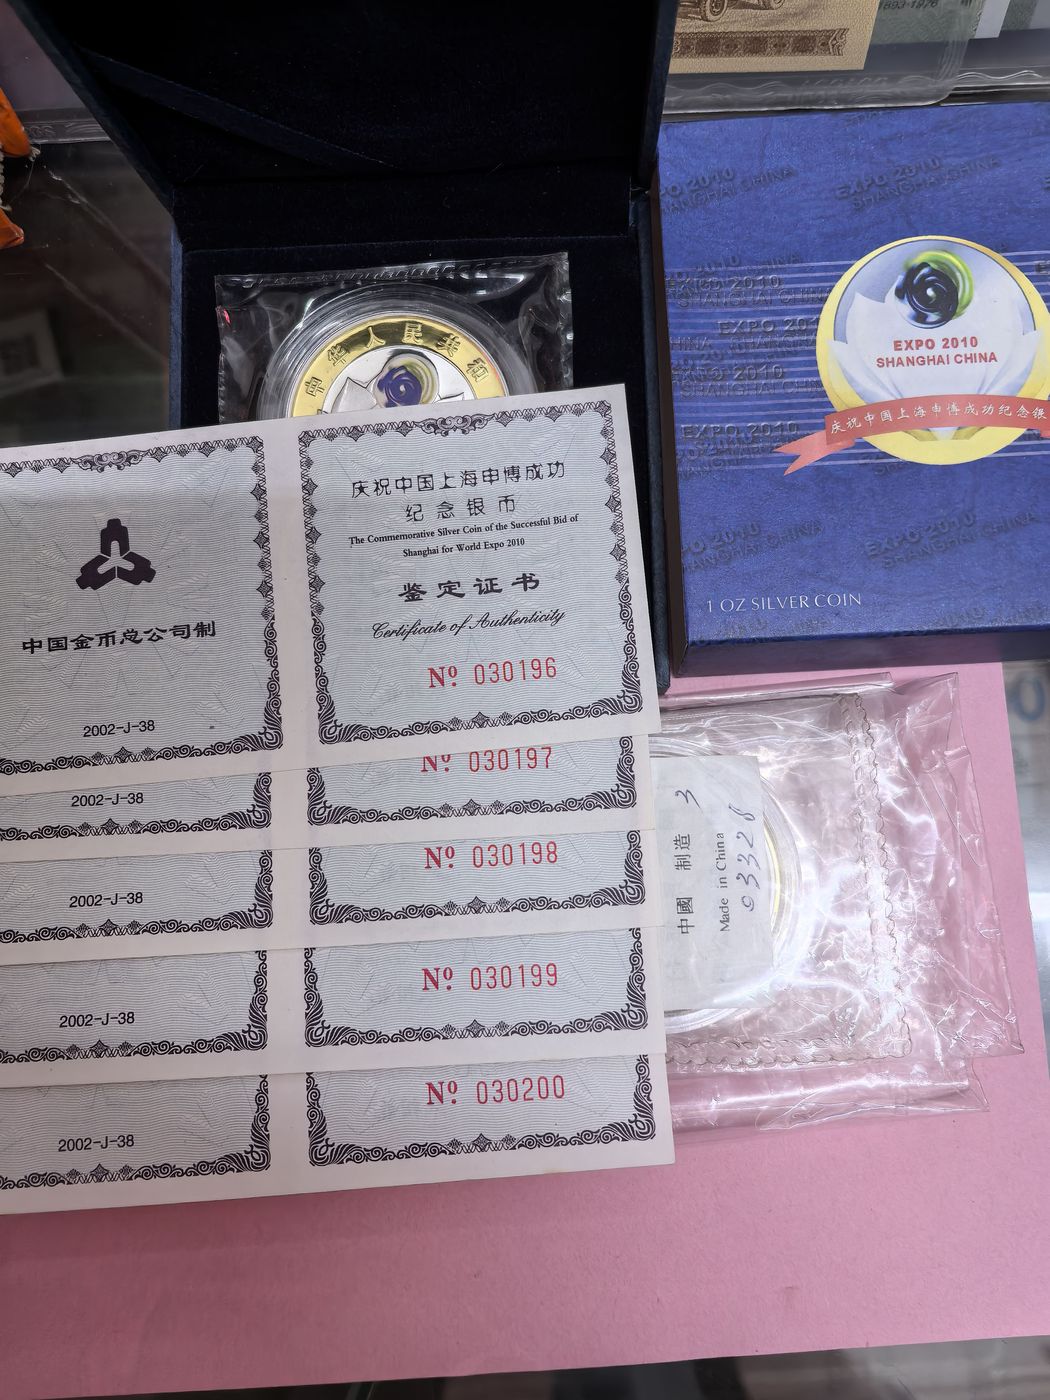 1893-1976
中华人民共和
EXPO 2010
SHANGHAI CHINA
EXPO 2010
SHANGHAI CHINA
庆祝中国上海申博成功纪念银
1 OZ SILVER COIN
中国金币总公司制
2002-J-38
庆祝中国上海申博成功
纪念银币
The Commemorative Silver Coin of the Successful Bid of
Shanghai for World Expo 2010
鉴定证书
Certificate of Authenticity
Nº 030196
2002-J-38
Nº 030197
2002-J-38
Nº 030198
2002-J-38
Nº 030199
2002-J-38
Nº 030200
中國 制造 3
Made in China